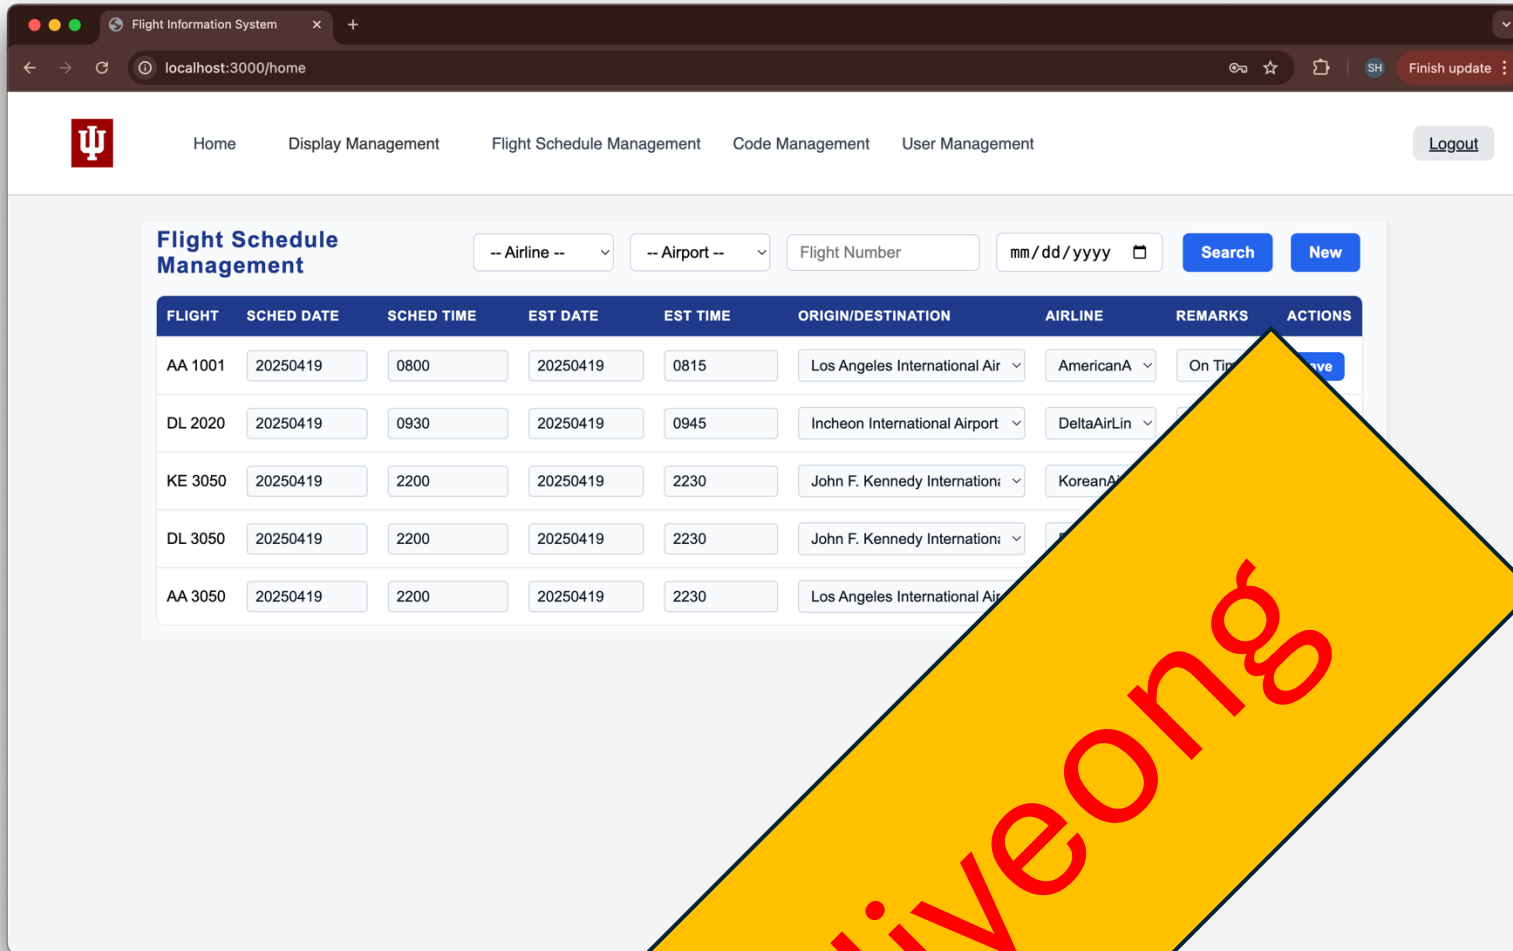 Flight Information System
localhost:3000/home
SH
Finish update
Home Display Management Flight Schedule Management Code Management User Management Logout
Flight Schedule
Management
-- Airline -- -- Airport -- Flight Number mm/dd/yyyy Search New
FLIGHT SCHED DATE SCHED TIME EST DATE EST TIME ORIGIN/DESTINATION AIRLINE REMARKS ACTIONS
AA 1001 20250419 0800 20250419 0815 Los Angeles International Air AmericanA On
DL 2020 20250419 0930 20250419 0945 Incheon International Airport DeltaAirLin
KE 3050 20250419 2200 20250419 2230 John F. Kennedy Internation
DL 3050 20250419 2200 20250419 2230 John F. Kennedy Internation
AA 3050 20250419 2200 20250419 2230 Los Angeles International